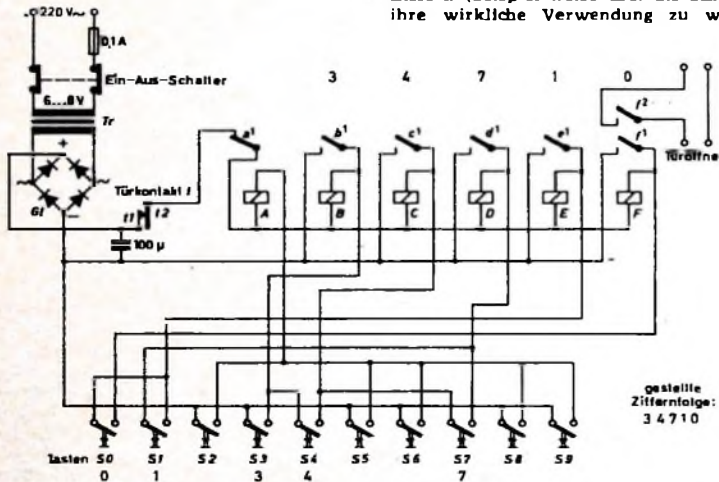 ihre wirkliche Verwendung zu w
220 V~
0,1 A
Ein-Aus-Schalter
6...8 V
Tr
3 4 7 1 0
a¹ b¹ c¹ d¹ e¹ f¹
f²
Türöffne
+
Gl
−
Türkontakt t
t1 t2
100 µ
A B C D E F
gestellte
Ziffernfolge:
3 4 7 1 0
Tasten S0 S1 S2 S3 S4 S5 S6 S7 S8 S9
0 1 3 4 7